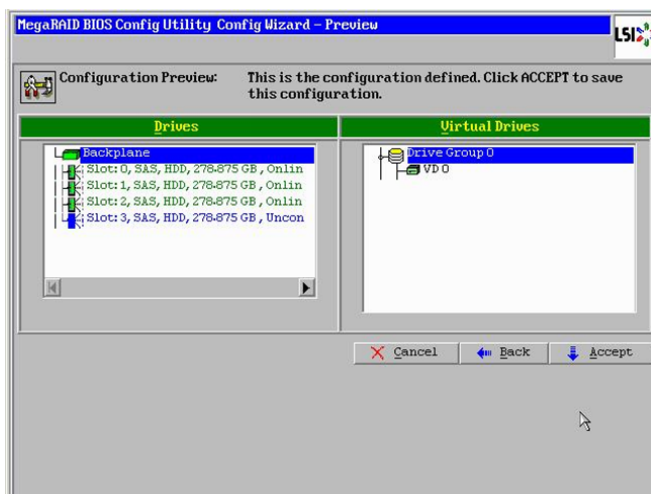 MegaRAID BIOS Config Utility Config Wizard - Preview
LSI
Configuration Preview: This is the configuration defined. Click ACCEPT to save
this configuration.
Drives
Backplane
Slot: 0, SAS, HDD, 278.875 GB, Onlin
Slot: 1, SAS, HDD, 278.875 GB, Onlin
Slot: 2, SAS, HDD, 278.875 GB, Onlin
Slot: 3, SAS, HDD, 278.875 GB, Uncon
Virtual Drives
Drive Group 0
VD 0
Cancel
Back
Accept